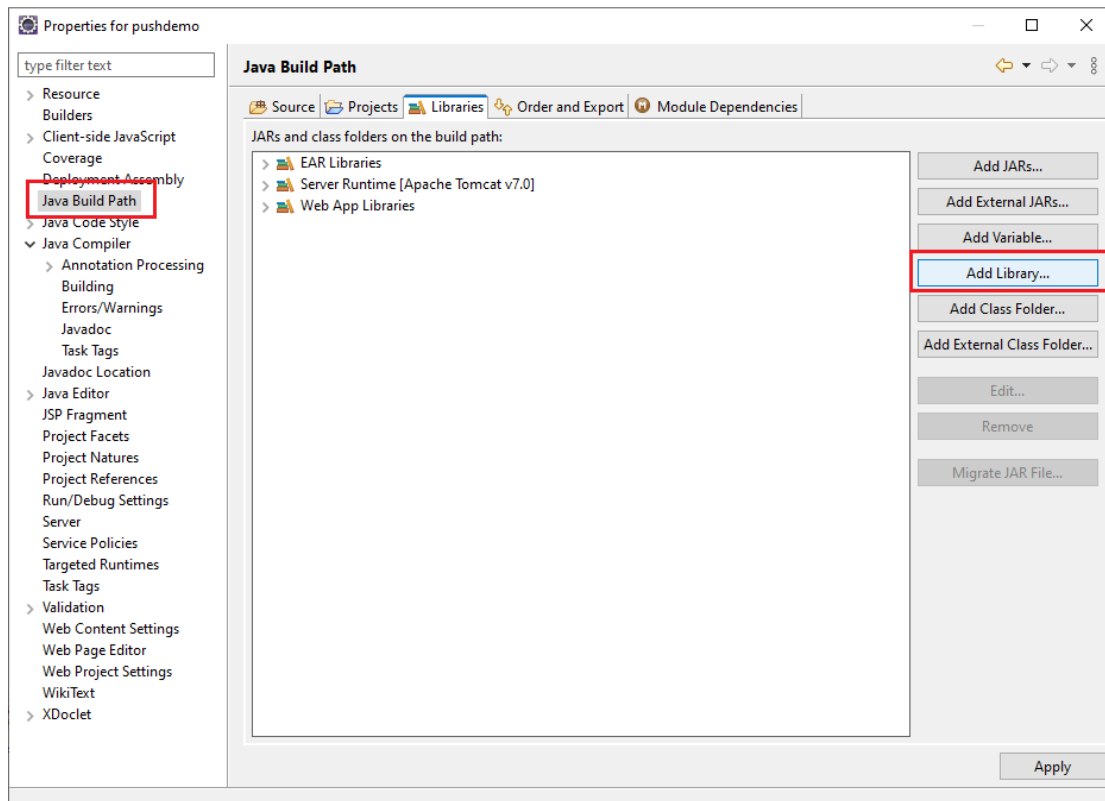 Properties for pushdemo
type filter text
Resource
Builders
Client-side JavaScript
Coverage
Deployment Assembly
Java Build Path
Java Code Style
Java Compiler
Annotation Processing
Building
Errors/Warnings
Javadoc
Task Tags
Javadoc Location
Java Editor
JSP Fragment
Project Facets
Project Natures
Project References
Run/Debug Settings
Server
Service Policies
Targeted Runtimes
Task Tags
Validation
Web Content Settings
Web Page Editor
Web Project Settings
WikiText
XDoclet
Java Build Path
Source Projects Libraries Order and Export Module Dependencies
JARs and class folders on the build path:
EAR Libraries
Server Runtime [Apache Tomcat v7.0]
Web App Libraries
Add JARs...
Add External JARs...
Add Variable...
Add Library...
Add Class Folder...
Add External Class Folder...
Edit...
Remove
Migrate JAR File...
Apply